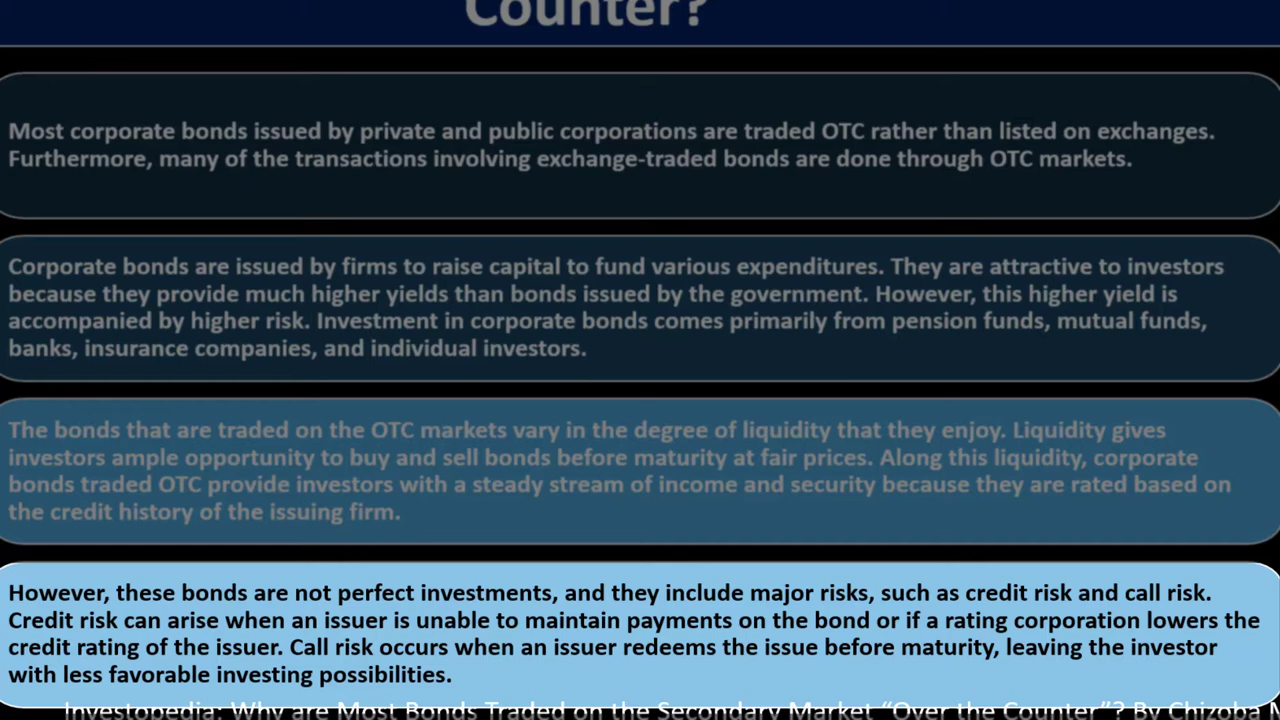 Counter?
Most corporate bonds issued by private and public corporations are traded OTC rather than listed on exchanges.
Furthermore, many of the transactions involving exchange-traded bonds are done through OTC markets.
Corporate bonds are issued by firms to raise capital to fund various expenditures. They are attractive to investors
because they provide much higher yields than bonds issued by the government. However, this higher yield is
accompanied by higher risk. Investment in corporate bonds comes primarily from pension funds, mutual funds,
banks, insurance companies, and individual investors.
The bonds that are traded on the OTC markets vary in the degree of liquidity that they enjoy. Liquidity gives
investors ample opportunity to buy and sell bonds before maturity at fair prices. Along this liquidity, corporate
bonds traded OTC provide investors with a steady stream of income and security because they are rated based on
the credit history of the issuing firm.
However, these bonds are not perfect investments, and they include major risks, such as credit risk and call risk.
Credit risk can arise when an issuer is unable to maintain payments on the bond or if a rating corporation lowers the
credit rating of the issuer. Call risk occurs when an issuer redeems the issue before maturity, leaving the investor
with less favorable investing possibilities.
Investopedia: Why are Most Bonds Traded on the Secondary Market “Over the Counter”? By Chizoba